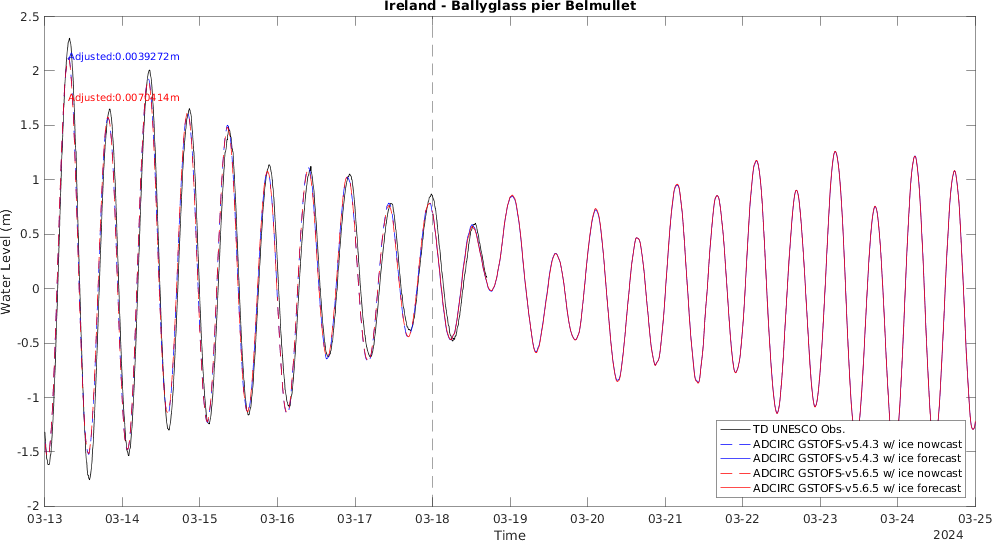 Ireland - Ballyglass pier Belmullet
2.5
Adjusted:0.0039272m
2
Adjusted:0.0070414m
1.5
1
0.5
0
-0.5
-1
-1.5
-2
Water Level (m)
TD UNESCO Obs.
ADCIRC GSTOFS-v5.4.3 w/ ice nowcast
ADCIRC GSTOFS-v5.4.3 w/ ice forecast
ADCIRC GSTOFS-v5.6.5 w/ ice nowcast
ADCIRC GSTOFS-v5.6.5 w/ ice forecast
03-13 03-14 03-15 03-16 03-17 03-18 03-19 03-20 03-21 03-22 03-23 03-24 03-25
Time
2024